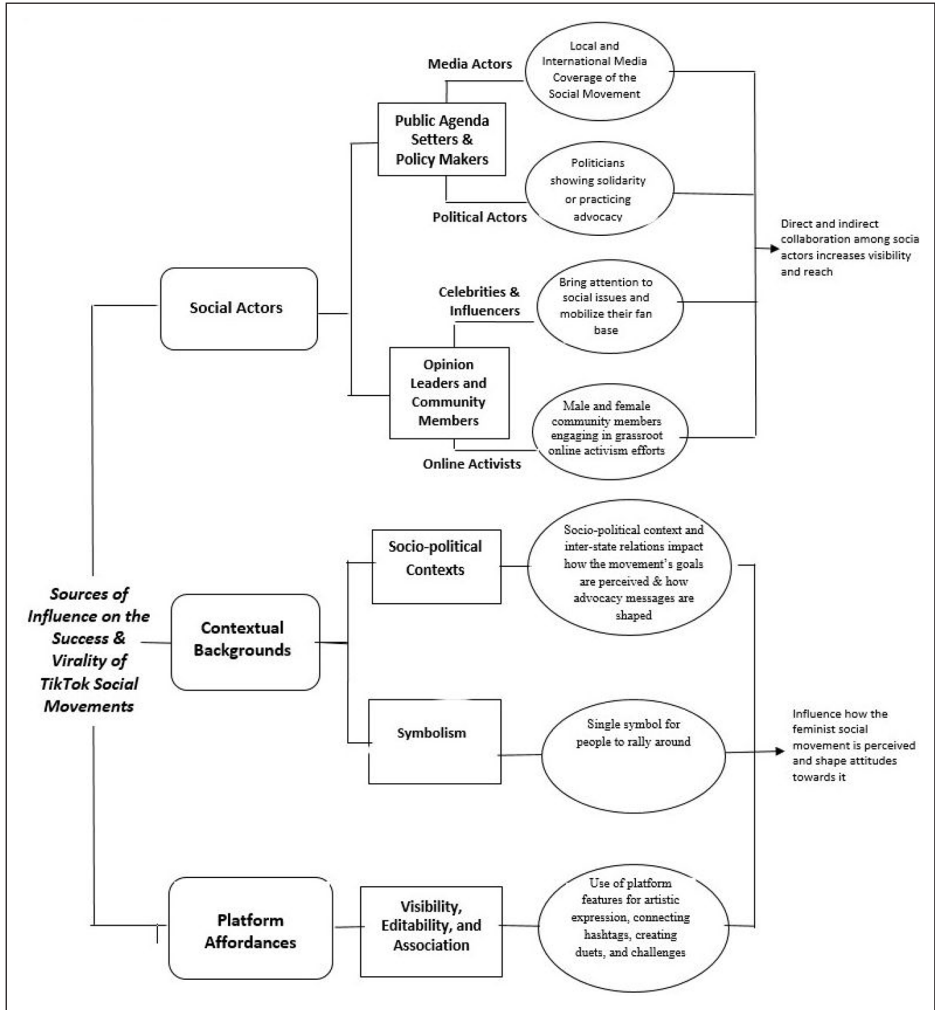 Media Actors
Local and
International Media
Coverage of the
Social Movement
Public Agenda
Setters &
Policy Makers
Politicians
showing solidarity
or practicing
advocacy
Political Actors
Direct and indirect
collaboration among socia
actors increases visibility
and reach
Social Actors
Celebrities &
Influencers
Bring attention to
social issues and
mobilize their fan
base
Opinion
Leaders and
Community
Members
Male and female
community members
engaging in grassroot
online activism efforts
Online Activists
Sources of
Influence on the
Success &
Virality of
TikTok Social
Movements
Contextual
Backgrounds
Socio-political
Contexts
Socio-political context and
inter-state relations impact
how the movement's goals
are perceived & how
advocacy messages are
shaped
Symbolism
Single symbol for
people to rally around
Influence how the
feminist social
movement is perceived
and shape attitudes
towards it
Platform
Affordances
Visibility,
Editability, and
Association
Use of platform
features for artistic
expression, connecting
hashtags, creating
duets, and challenges